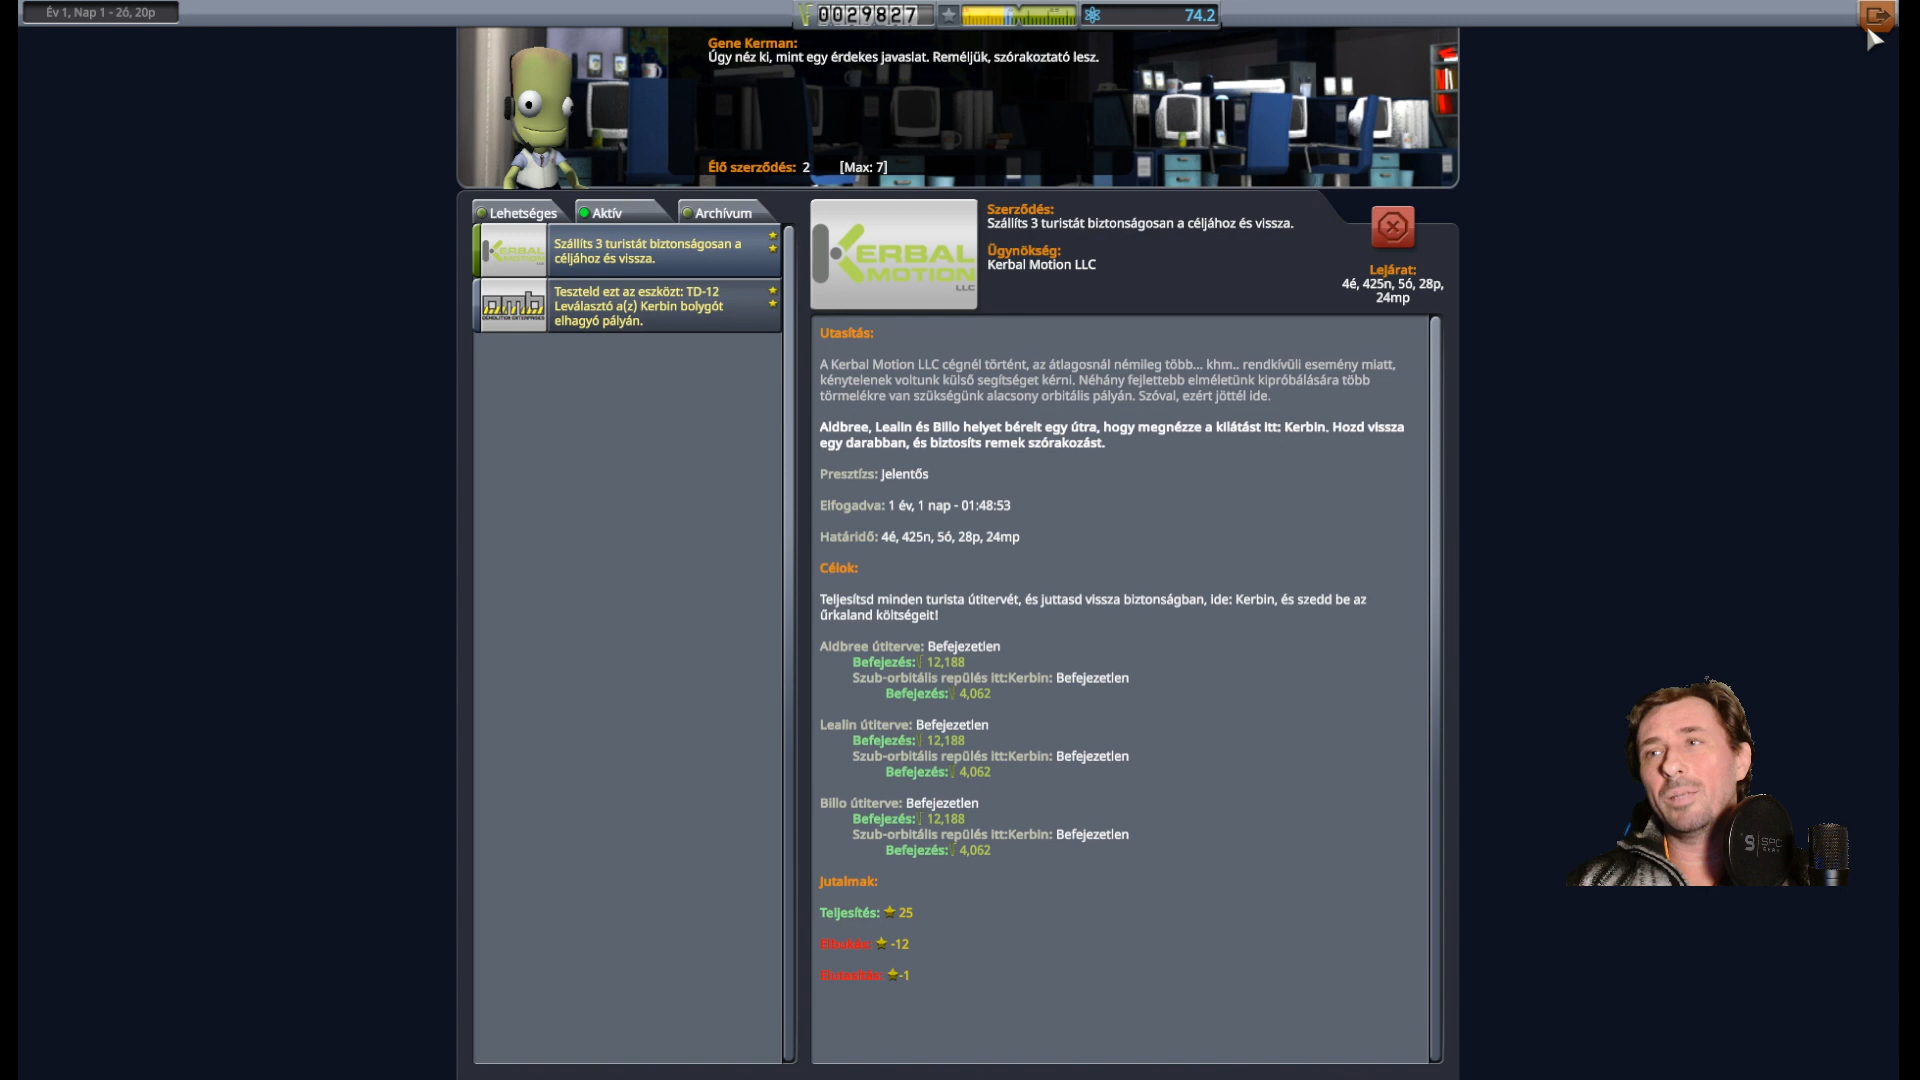 Év 1, Nap 1 - 2ó, 20p
0029827
74.2
Gene Kerman:
Úgy néz ki, mint egy érdekes javaslat. Reméljük, szórakoztató lesz.
Élő szerződés: 2 [Max: 7]
Lehetséges
Aktív
Archívum
KERBAL MOTION
Szállíts 3 turistát biztonságosan a
céljához és vissza.
Teszteld ezt az eszközt: TD-12
Leválasztó a(z) Kerbin bolygót
elhagyó pályán.
KERBAL
MOTION
LLC
Szerződés:
Szállíts 3 turistát biztonságosan a céljához és vissza.
Ügynökség:
Kerbal Motion LLC
Lejárat:
4é, 425n, 5ó, 28p,
24mp
Utasítás:
A Kerbal Motion LLC cégnél történt, az átlagosnál némileg több... khm.. rendkívüli esemény miatt,
kénytelenek voltunk külső segítséget kérni. Néhány fejlettebb elméletünk kipróbálására több
törmelékre van szükségünk alacsony orbitális pályán. Szóval, ezért jöttél ide.
Aldbree, Lealin és Billo helyet bérelt egy útra, hogy megnézze a kilátást itt: Kerbin. Hozd vissza
egy darabban, és biztosíts remek szórakozást.
Presztízs: Jelentős
Elfogadva: 1 év, 1 nap - 01:48:53
Határidő: 4é, 425n, 5ó, 28p, 24mp
Célok:
Teljesítsd minden turista útitervét, és juttasd vissza biztonságban, ide: Kerbin, és szedd be az
űrkaland költségeit!
Aldbree útiterve: Befejezetlen
Befejezés: 12,188
Szub-orbitális repülés itt:Kerbin: Befejezetlen
Befejezés: 4,062
Lealin útiterve: Befejezetlen
Befejezés: 12,188
Szub-orbitális repülés itt:Kerbin: Befejezetlen
Befejezés: 4,062
Billo útiterve: Befejezetlen
Befejezés: 12,188
Szub-orbitális repülés itt:Kerbin: Befejezetlen
Befejezés: 4,062
Jutalmak:
Teljesítés: 25
Elbukás: -12
Elutasítás: -1
SPC